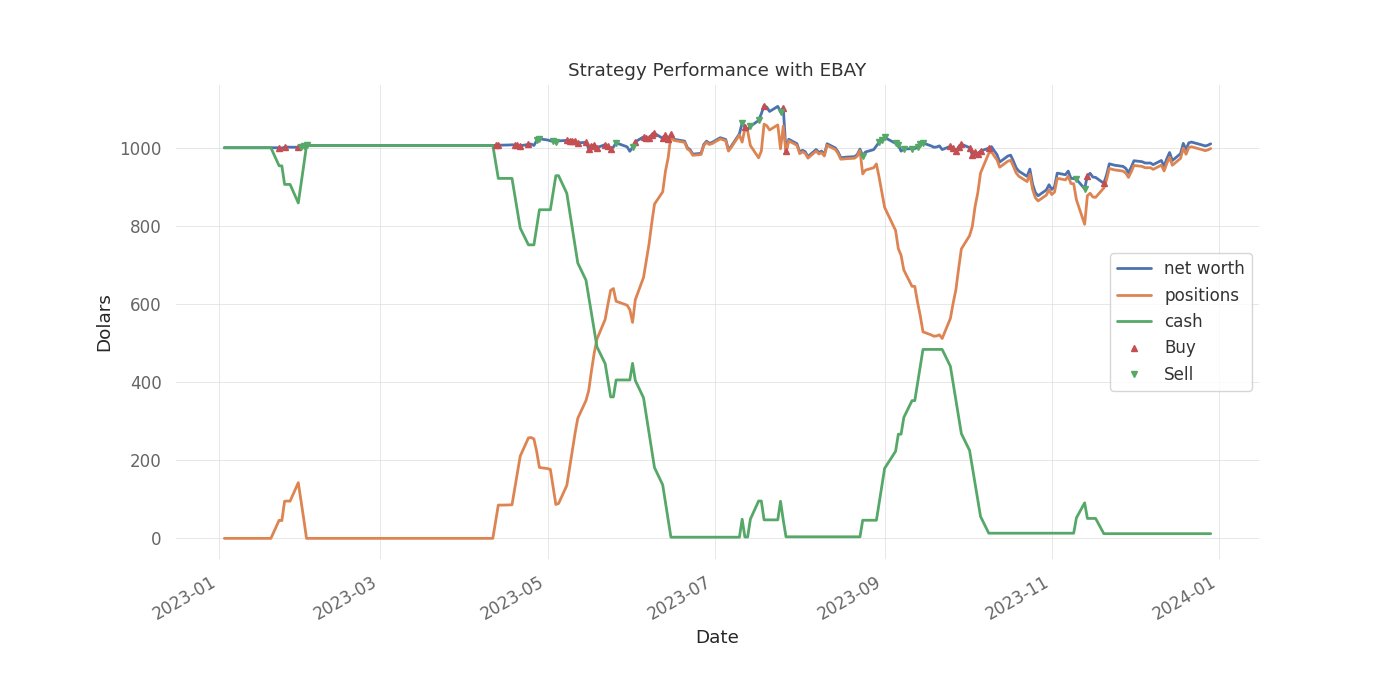 Strategy Performance with EBAY
Dolars
1000
800
600
400
200
0
net worth
positions
cash
Buy
Sell
2023-01
2023-03
2023-05
2023-07
2023-09
2023-11
2024-01
Date